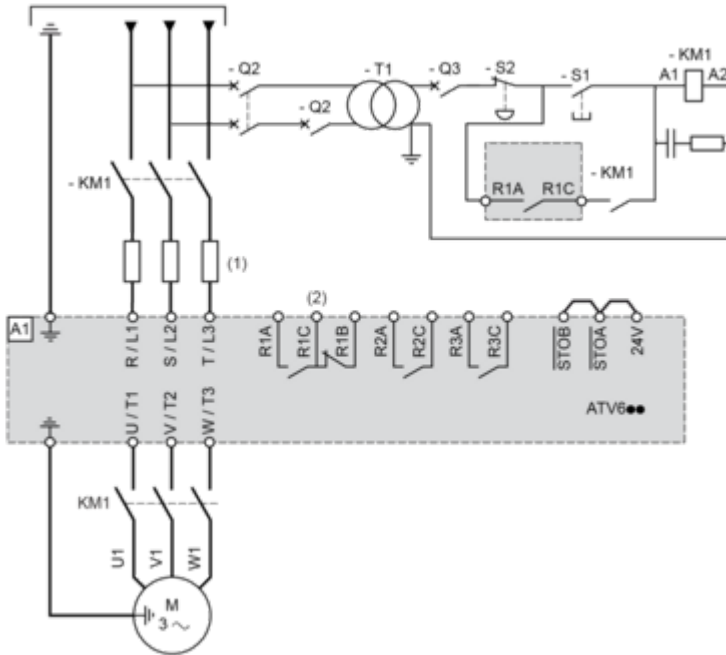 - Q2
- T1
- Q3
- S2
- S1
- KM1
A1
A2
- Q2
- KM1
R1A
R1C
- KM1
(1)
(2)
A1
R / L1
S / L2
T / L3
R1A
R1C
R1B
R2A
R2C
R3A
R3C
STOB
STOA
24V
U / T1
V / T2
W / T3
ATV6●●
KM1
U1
V1
W1
M
3 ~